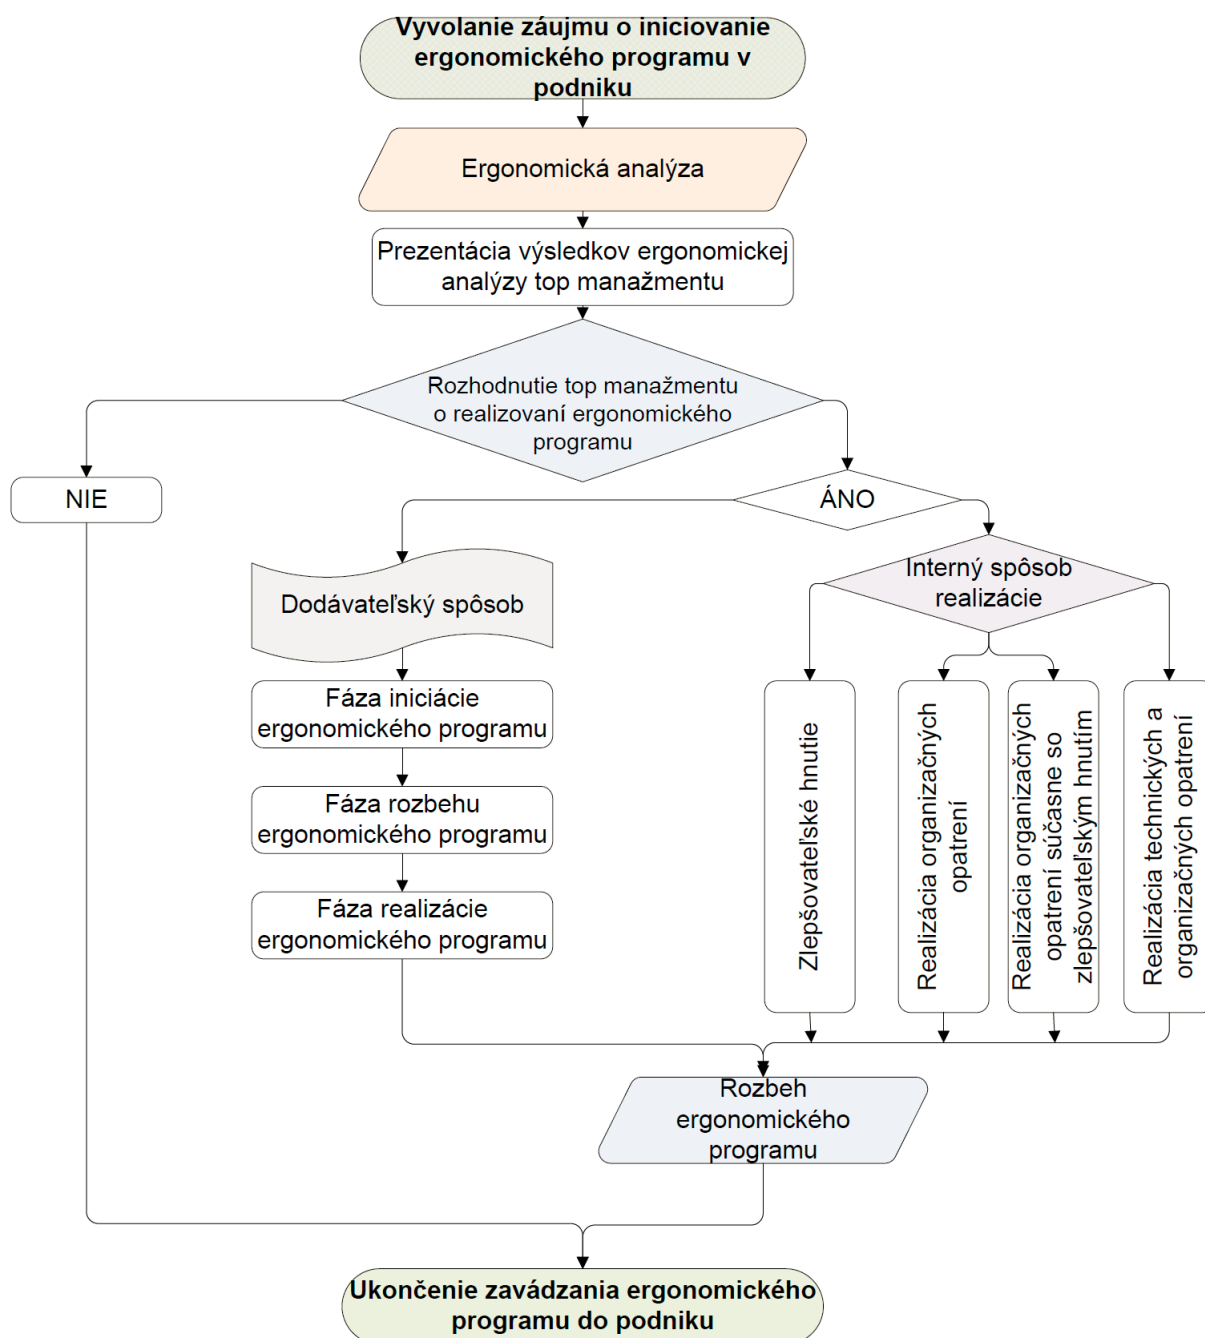 Vyvolanie záujmu o iniciovanie
ergonomického programu v
podniku
Ergonomická analýza
Prezentácia výsledkov ergonomickej
analýzy top manažmentu
Rozhodnutie top manažmentu
o realizovaní ergonomického
programu
NIE
ÁNO
Dodávateľský spôsob
Interný spôsob
realizácie
Fáza iniciácie
ergonomického programu
Fáza rozbehu
ergonomického programu
Fáza realizácie
ergonomického programu
Zlepšovateľské hnutie
Realizácia organizačných
opatrení
Realizácia organizačných
opatrení súčasne so
zlepšovateľským hnutím
Realizácia technických a
organizačných opatrení
Rozbeh
ergonomického
programu
Ukončenie zavádzania ergonomického
programu do podniku